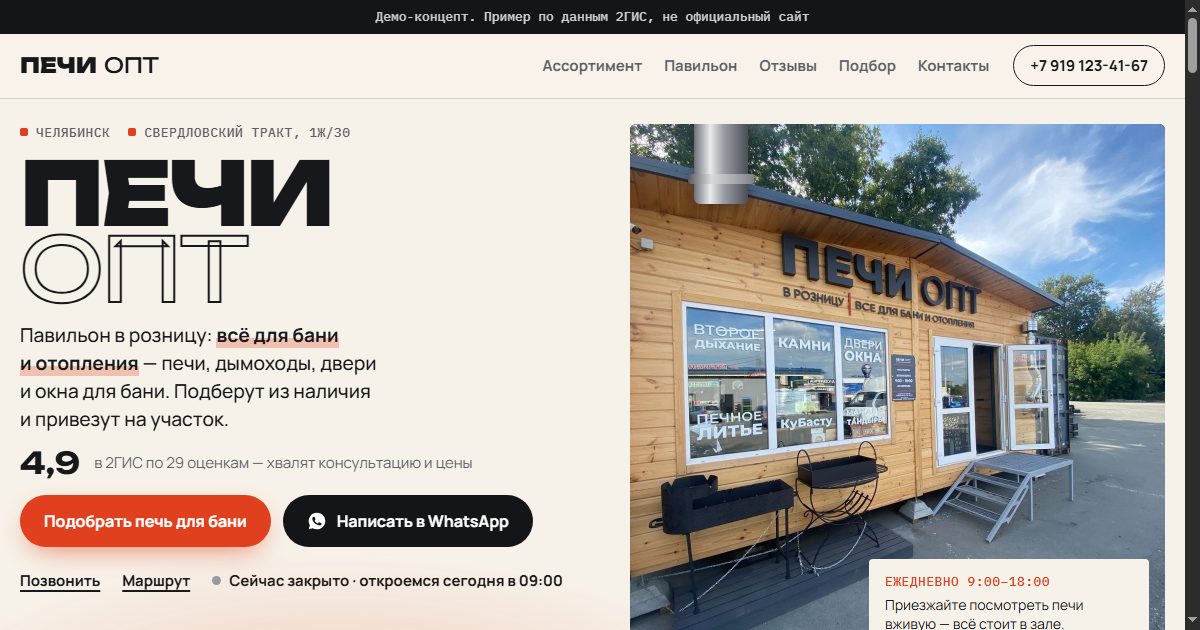 Демо-концепт. Пример по данным 2ГИС, не официальный сайт
ПЕЧИ ОПТ
Ассортимент Павильон Отзывы Подбор Контакты +7 919 123-41-67
ЧЕЛЯБИНСК СВЕРДЛОВСКИЙ ТРАКТ, 1Ж/30
ПЕЧИ
ОПТ
Павильон в розницу: всё для бани
и отопления — печи, дымоходы, двери
и окна для бани. Подберут из наличия
и привезут на участок.
4,9 в 2ГИС по 29 оценкам — хвалят консультацию и цены
Подобрать печь для бани Написать в WhatsApp
Позвонить Маршрут Сейчас закрыто · откроемся сегодня в 09:00
ПЕЧИ ОПТ
В РОЗНИЦУ ВСЕ ДЛЯ БАНИ И ОТОПЛЕНИЯ
ВТОРОЕ
ДЫХАНИЕ
КАМНИ
ДВЕРИ
ОКНА
ПЕЧНОЕ
ЛИТЬЕ
КуБасту
МАНГАЛЫ
ТАНДЫРЫ
ЕЖЕДНЕВНО 9:00–18:00
Приезжайте посмотреть печи
вживую — всё стоит в зале.